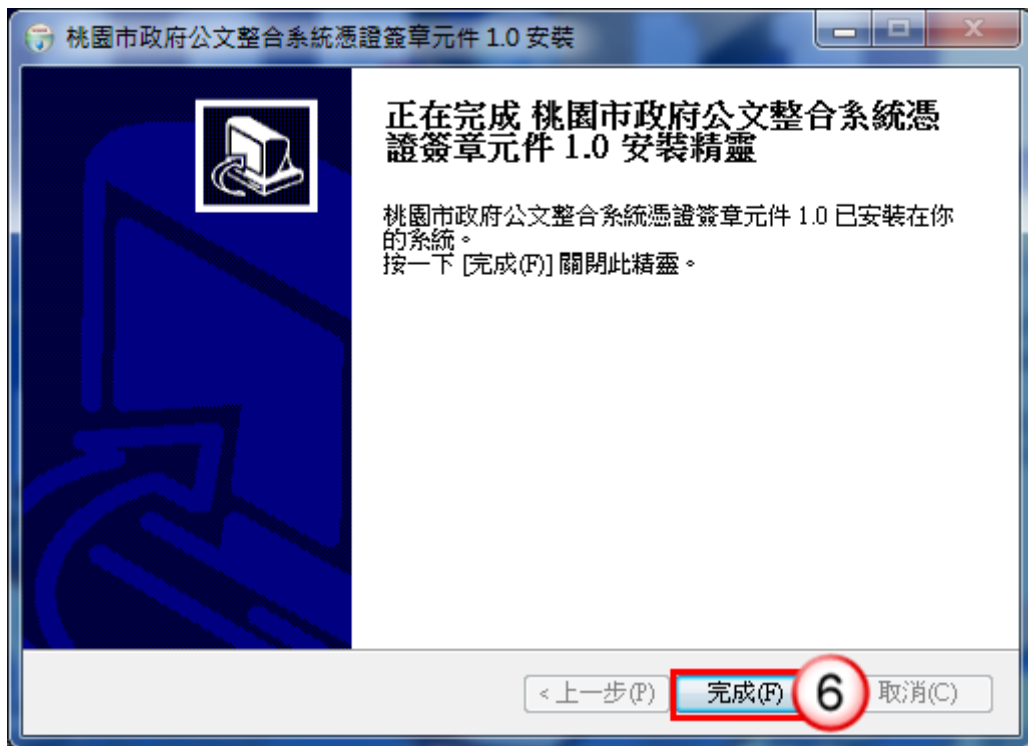 桃園市政府公文整合系統憑證簽章元件 1.0 安裝
正在完成 桃園市政府公文整合系統憑
證簽章元件 1.0 安裝精靈
桃園市政府公文整合系統憑證簽章元件 1.0 已安裝在你
的系統。
按一下 [完成(F)] 關閉此精靈。
<上一步(P) 完成(F) 6 取消(C)